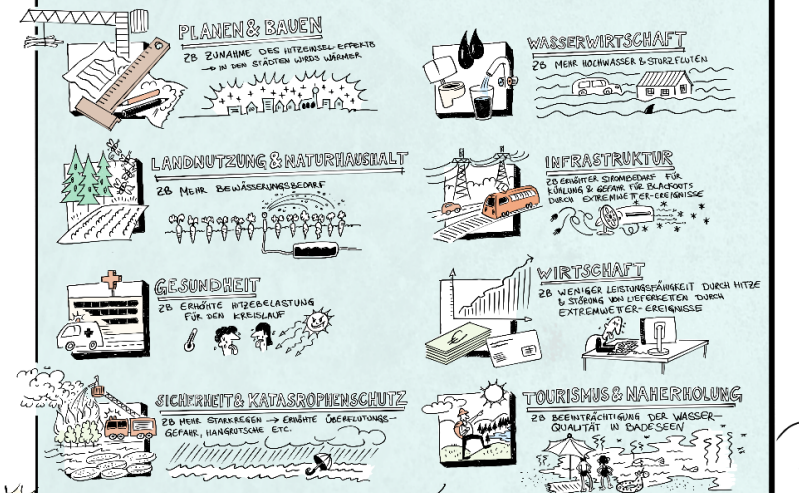 PLANEN & BAUEN
ZB ZUNAHME DES HITZEINSEL-EFFEKTS
→ IN DEN STÄDTEN WIRDS WÄRMER
WASSERWIRTSCHAFT
ZB MEHR HOCHWASSER & STURZFLUTEN
LANDNUTZUNG & NATURHAUSHALT
ZB MEHR BEWÄSSERUNGSBEDARF
INFRASTRUKTUR
ZB ERHÖHTER STROMBEDARF FÜR
KÜHLUNG & GEFAHR FÜR BLACKOUTS
DURCH EXTREMWETTER-EREIGNISSE
GESUNDHEIT
ZB ERHÖHTE HITZEBELASTUNG
FÜR DEN KREISLAUF
WIRTSCHAFT
ZB WENIGER LEISTUNGSFÄHIGKEIT DURCH HITZE
& STÖRUNG VON LIEFERKETTEN DURCH
EXTREMWETTER-EREIGNISSE
SICHERHEIT & KATASROPHENSCHUTZ
ZB MEHR STARKREGEN → ERHÖHTE ÜBERFLUTUNGS-
GEFAHR, HANGRUTSCHE ETC.
TOURISMUS & NAHERHOLUNG
ZB BEEINTRÄCHTIGUNG DER WASSER-
QUALITÄT IN BADESEEN